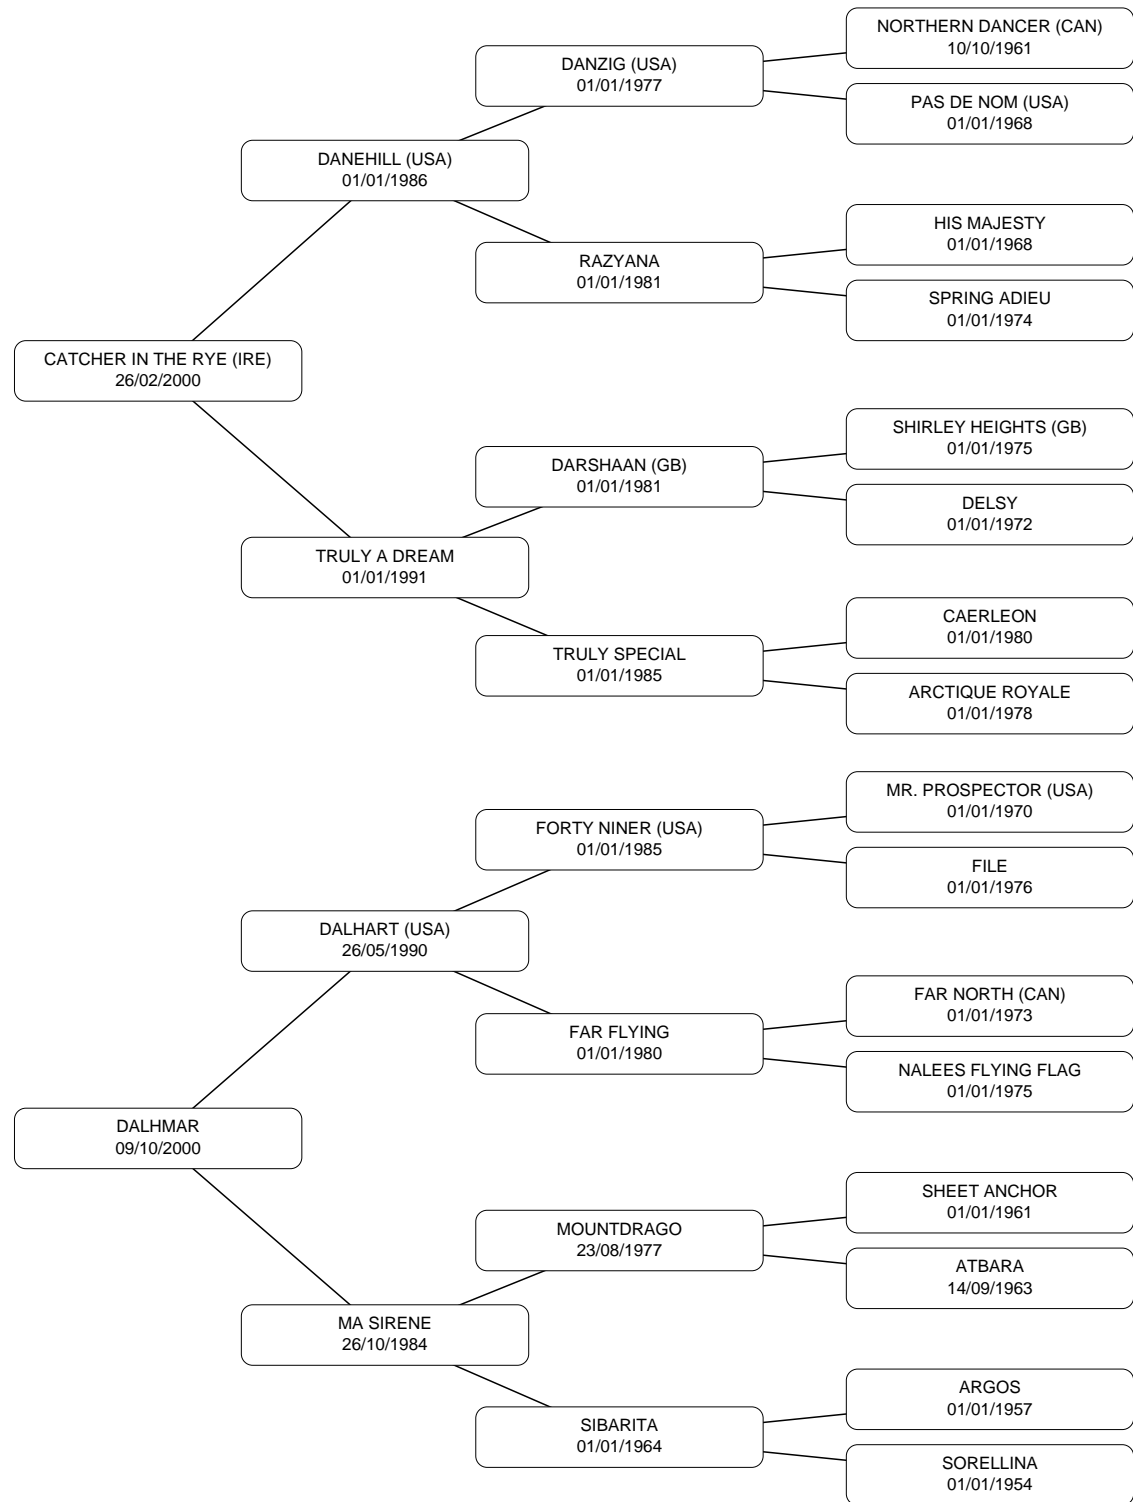 NORTHERN DANCER (CAN)
10/10/1961
DANZIG (USA)
01/01/1977
PAS DE NOM (USA)
01/01/1968
DANEHILL (USA)
01/01/1986
HIS MAJESTY
01/01/1968
RAZYANA
01/01/1981
SPRING ADIEU
01/01/1974
CATCHER IN THE RYE (IRE)
26/02/2000
SHIRLEY HEIGHTS (GB)
01/01/1975
DARSHAAN (GB)
01/01/1981
DELSY
01/01/1972
TRULY A DREAM
01/01/1991
CAERLEON
01/01/1980
TRULY SPECIAL
01/01/1985
ARCTIQUE ROYALE
01/01/1978
MR. PROSPECTOR (USA)
01/01/1970
FORTY NINER (USA)
01/01/1985
FILE
01/01/1976
DALHART (USA)
26/05/1990
FAR NORTH (CAN)
01/01/1973
FAR FLYING
01/01/1980
NALEES FLYING FLAG
01/01/1975
DALHMAR
09/10/2000
SHEET ANCHOR
01/01/1961
MOUNTDRAGO
23/08/1977
ATBARA
14/09/1963
MA SIRENE
26/10/1984
ARGOS
01/01/1957
SIBARITA
01/01/1964
SORELLINA
01/01/1954